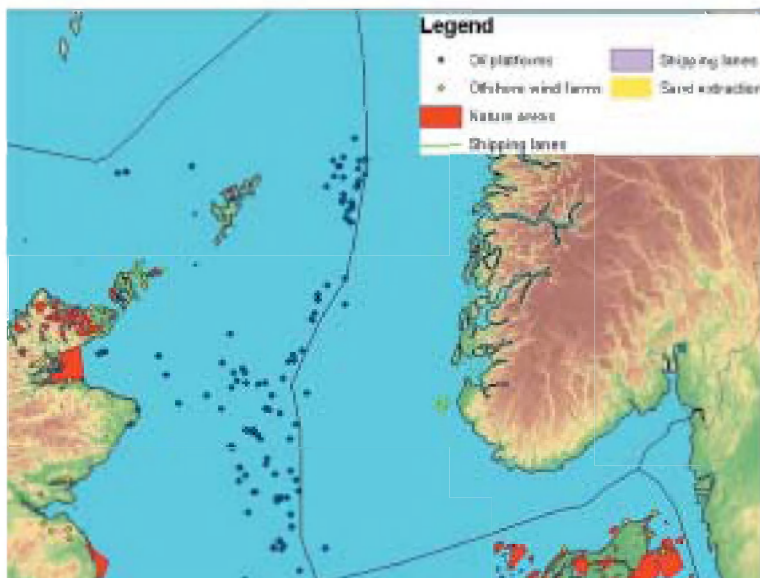 Legend
Oil platforms
Shipping lanes
Offshore wind farms
Sand extraction
Nature areas
Shipping lanes